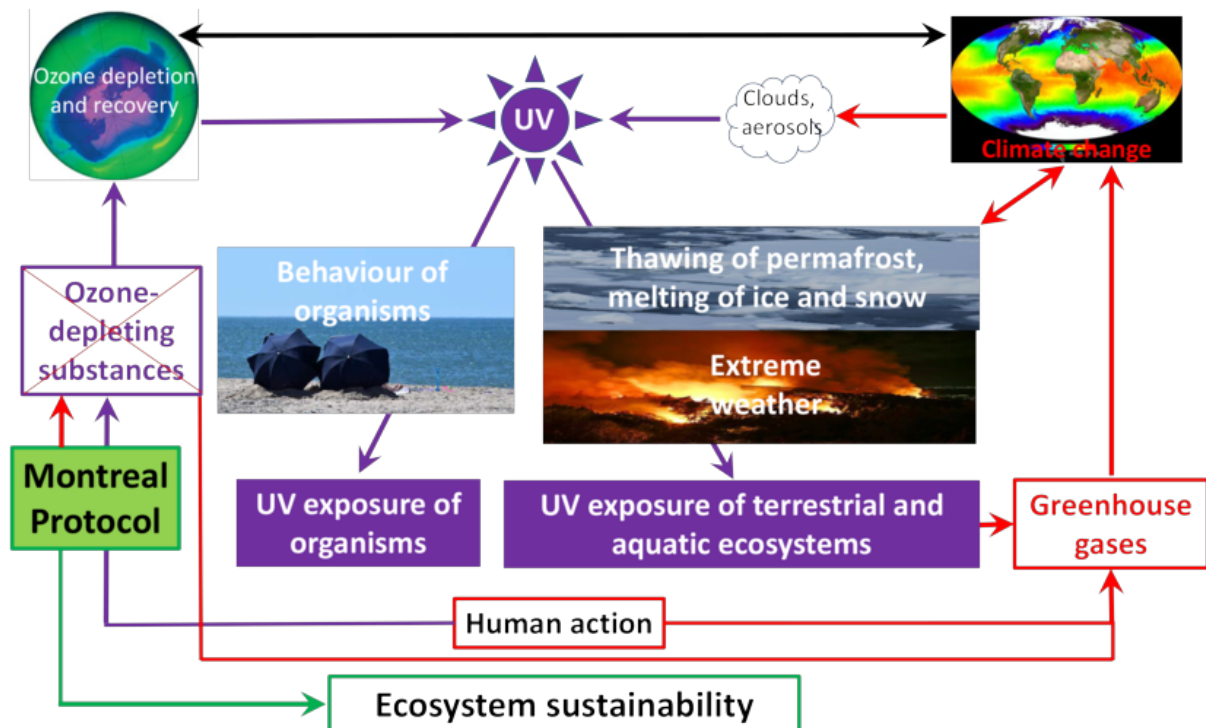 Ozone depletion
and recovery
UV
Clouds,
aerosols
Climate change
Ozone-
depleting
substances
Behaviour of
organisms
Thawing of permafrost,
melting of ice and snow
Extreme
weather
Montreal
Protocol
UV exposure of
organisms
UV exposure of terrestrial and
aquatic ecosystems
Greenhouse
gases
Human action
Ecosystem sustainability